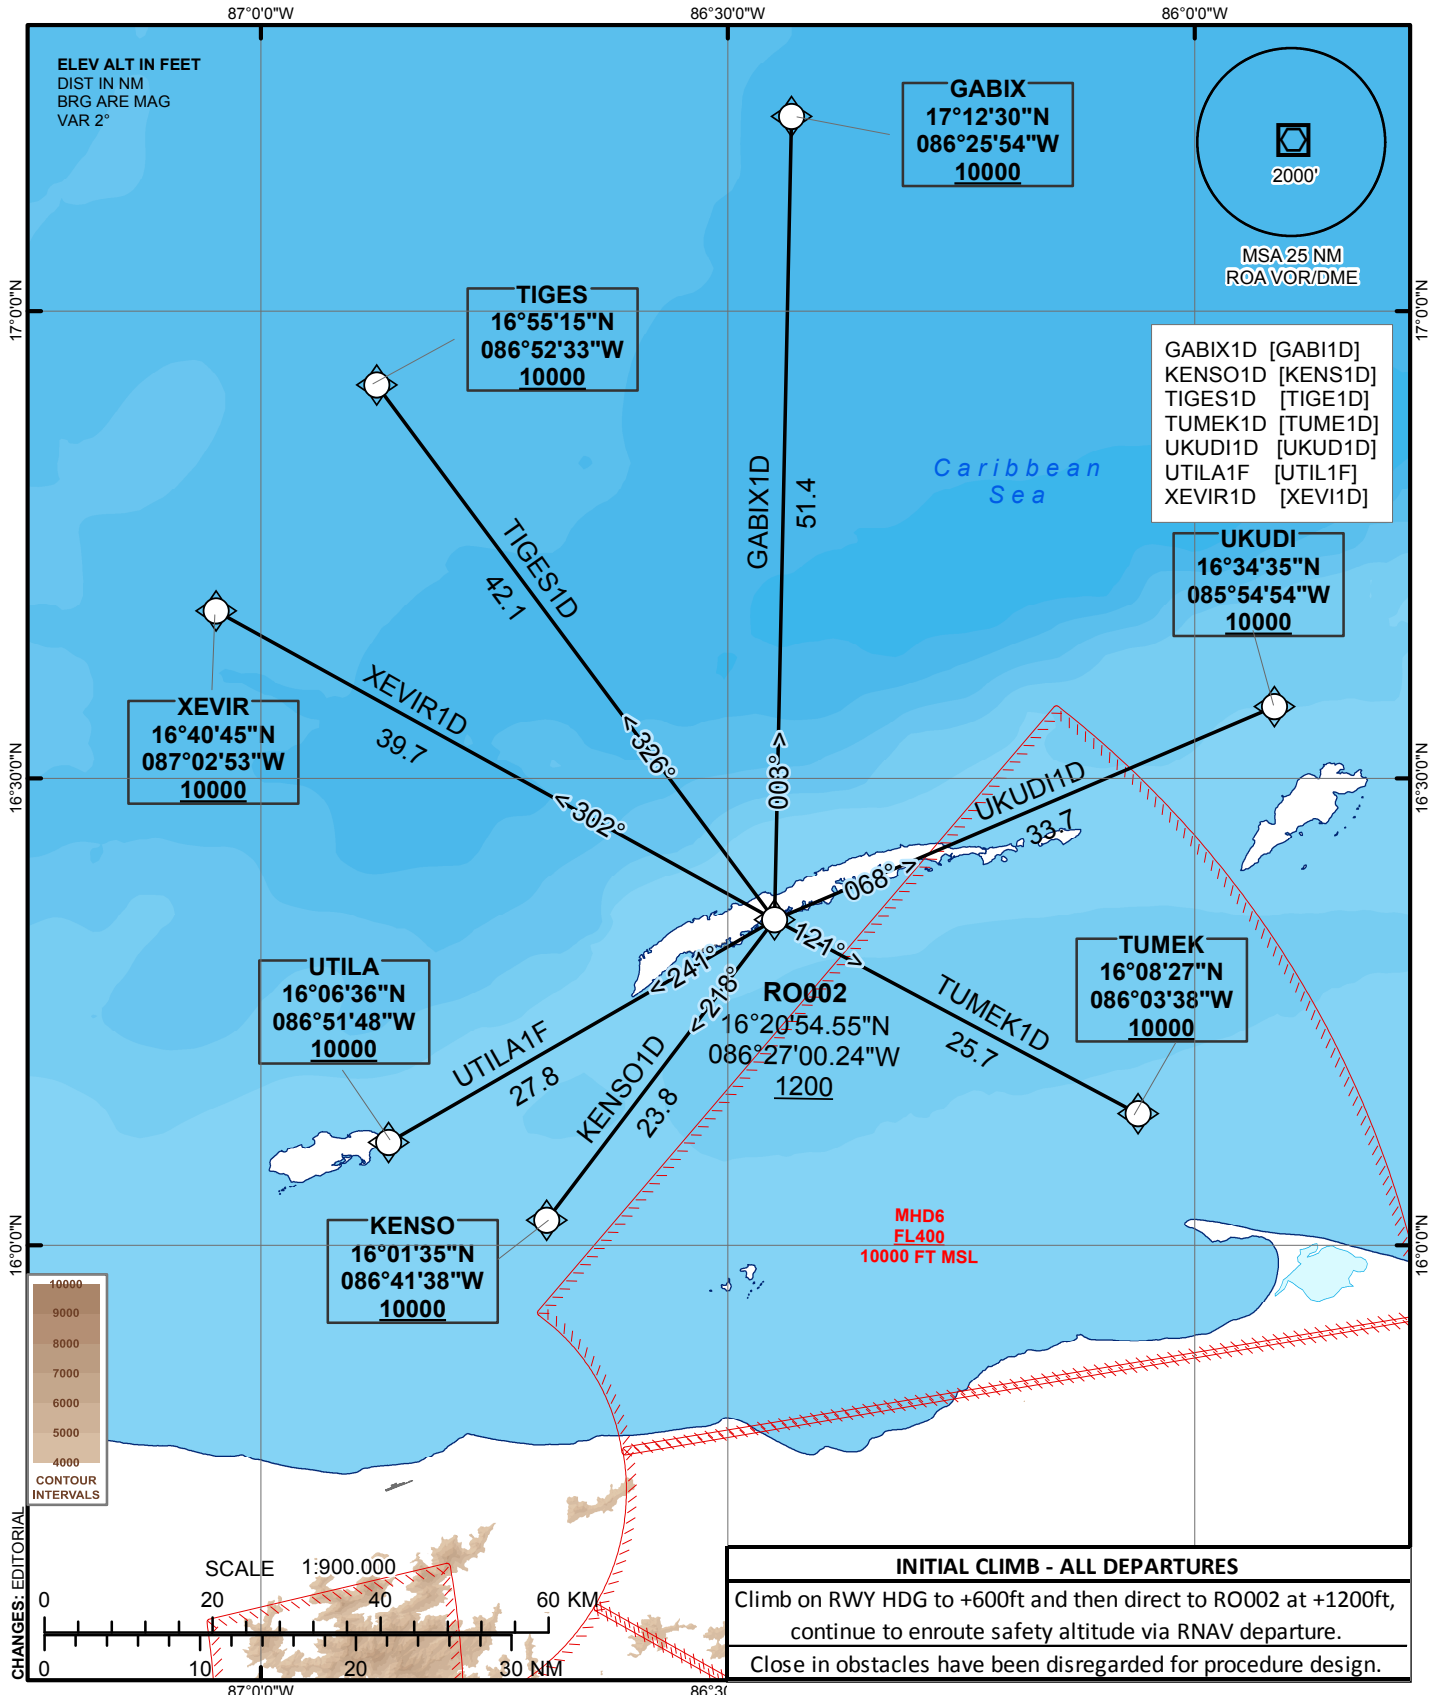 87°0'0"W
86°30'0"W
86°0'0"W
ELEV ALT IN FEET
DIST IN NM
BRG ARE MAG
VAR 2°
GABIX
17°12'30"N
086°25'54"W
10000
2000'
MSA 25 NM
ROA VOR/DME
17°0'0"N
17°0'0"N
TIGES
16°55'15"N
086°52'33"W
10000
GABIX1D [GABI1D]
KENSO1D [KENS1D]
TIGES1D [TIGE1D]
TUMEK1D [TUME1D]
UKUDI1D [UKUD1D]
UTILA1F [UTIL1F]
XEVIR1D [XEVI1D]
Caribbean
Sea
GABIX1D
51.4
TIGES1D
42.1
UKUDI
16°34'35"N
085°54'54"W
10000
XEVIR1D
39.7
XEVIR
16°40'45"N
087°02'53"W
10000
<326°
003°>
<302°
16°30'0"N
16°30'0"N
UKUDI1D
33.7
068°>
121°>
<241°
<218°
RO002
16°20'54.55"N
086°27'00.24"W
1200
TUMEK
16°08'27"N
086°03'38"W
10000
TUMEK1D
25.7
UTILA
16°06'36"N
086°51'48"W
10000
UTILA1F
27.8
KENSO1D
23.8
KENSO
16°01'35"N
086°41'38"W
10000
MHD6
FL400
10000 FT MSL
16°0'0"N
16°0'0"N
10000
9000
8000
7000
6000
5000
4000
CONTOUR
INTERVALS
CHANGES: EDITORIAL
SCALE 1:900.000
0 20 40 60 KM
0 10 20 30 NM
INITIAL CLIMB - ALL DEPARTURES
Climb on RWY HDG to +600ft and then direct to RO002 at +1200ft,
continue to enroute safety altitude via RNAV departure.
Close in obstacles have been disregarded for procedure design.
87°0'0"W
86°30